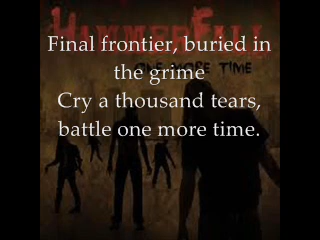 HAMMERFALL
ONE MORE TIME
Final frontier, buried in
the grime
Cry a thousand tears,
battle one more time.